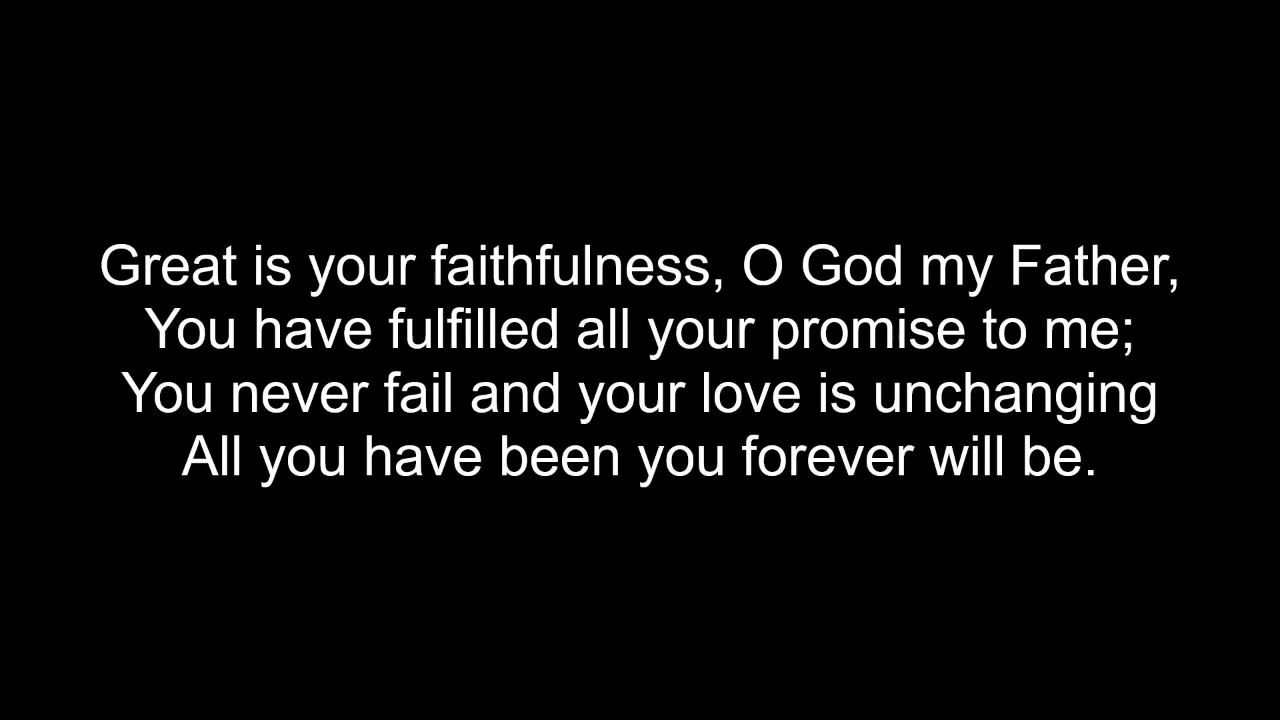 Great is your faithfulness, O God my Father,
You have fulfilled all your promise to me;
You never fail and your love is unchanging
All you have been you forever will be.